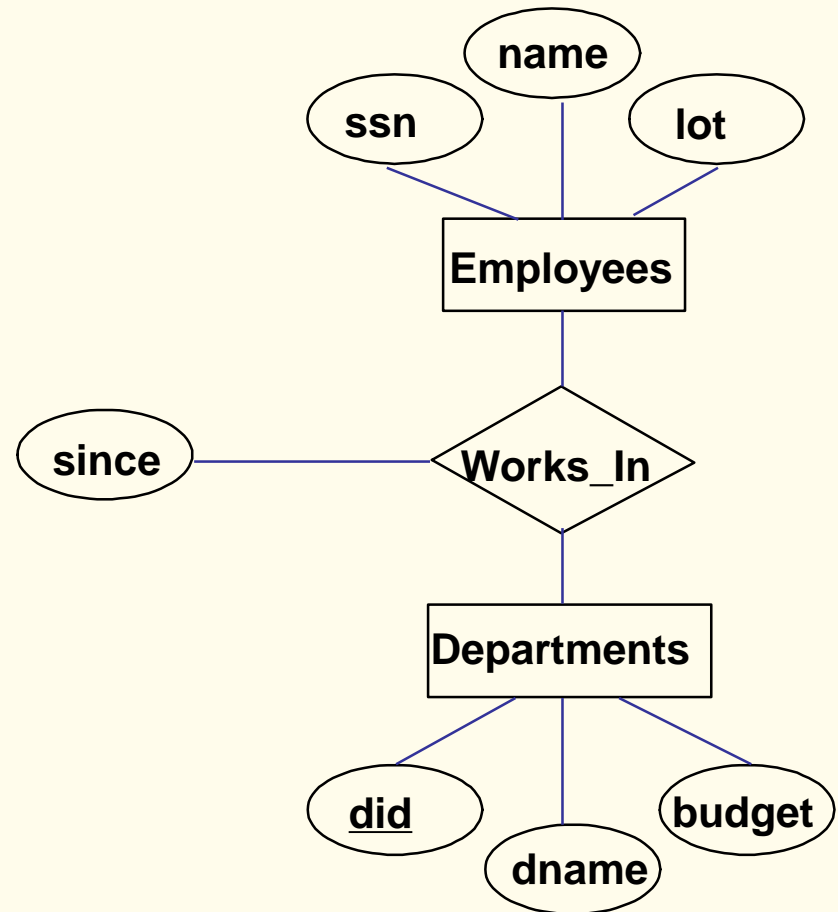 name
ssn
lot
Employees
since
Works_In
Departments
did
budget
dname